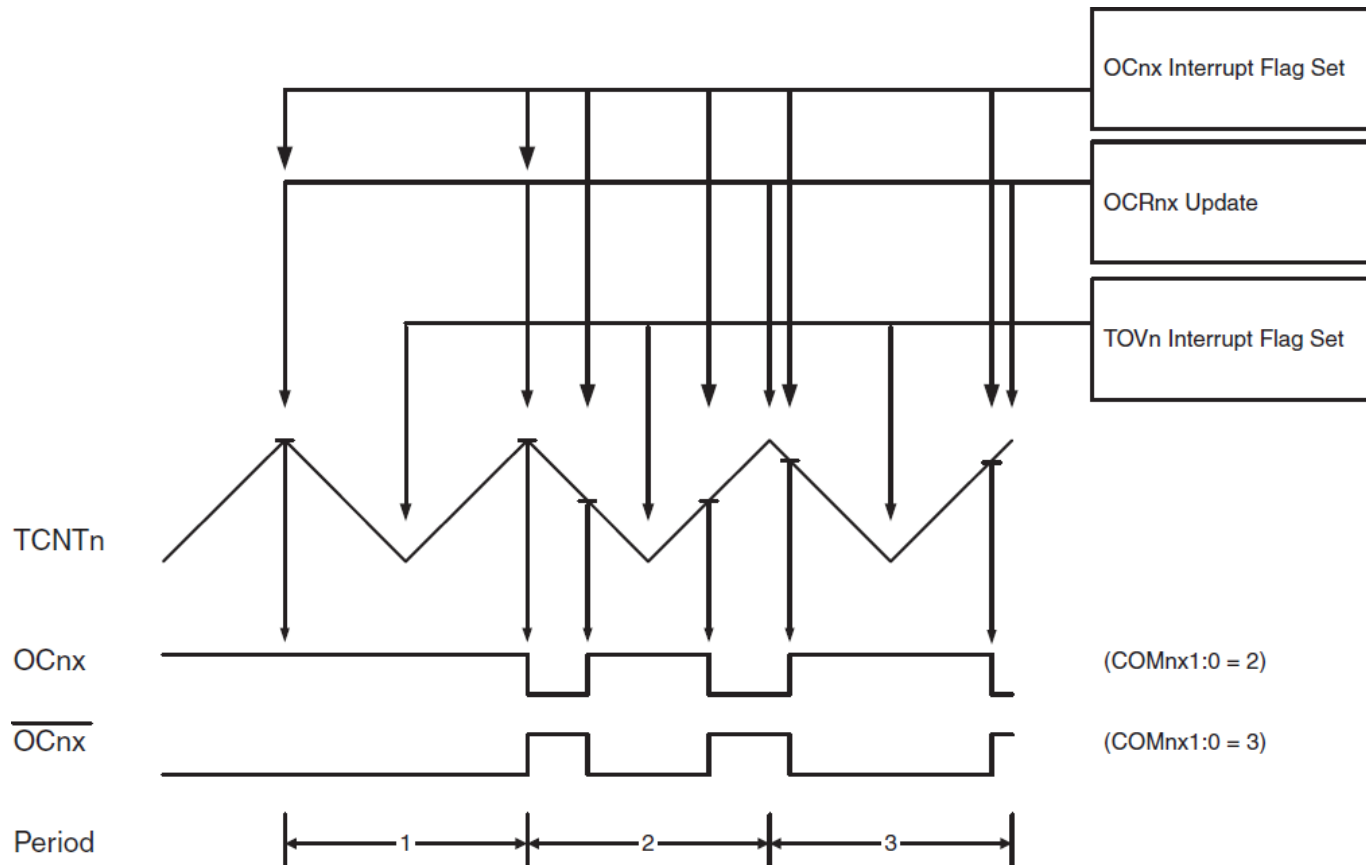 OCnx Interrupt Flag Set
OCRnx Update
TOVn Interrupt Flag Set
TCNTn
OCnx (COMnx1:0 = 2)
OCnx (COMnx1:0 = 3)
Period 1 2 3